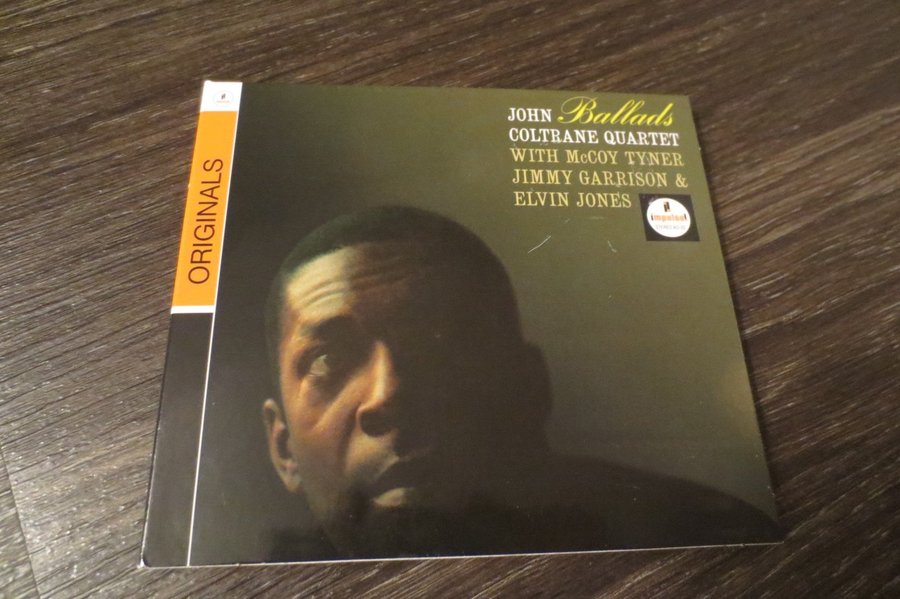 ORIGINALS
JOHN Ballads
COLTRANE QUARTET
WITH McCOY TYNER
JIMMY GARRISON &
ELVIN JONES
impulse!